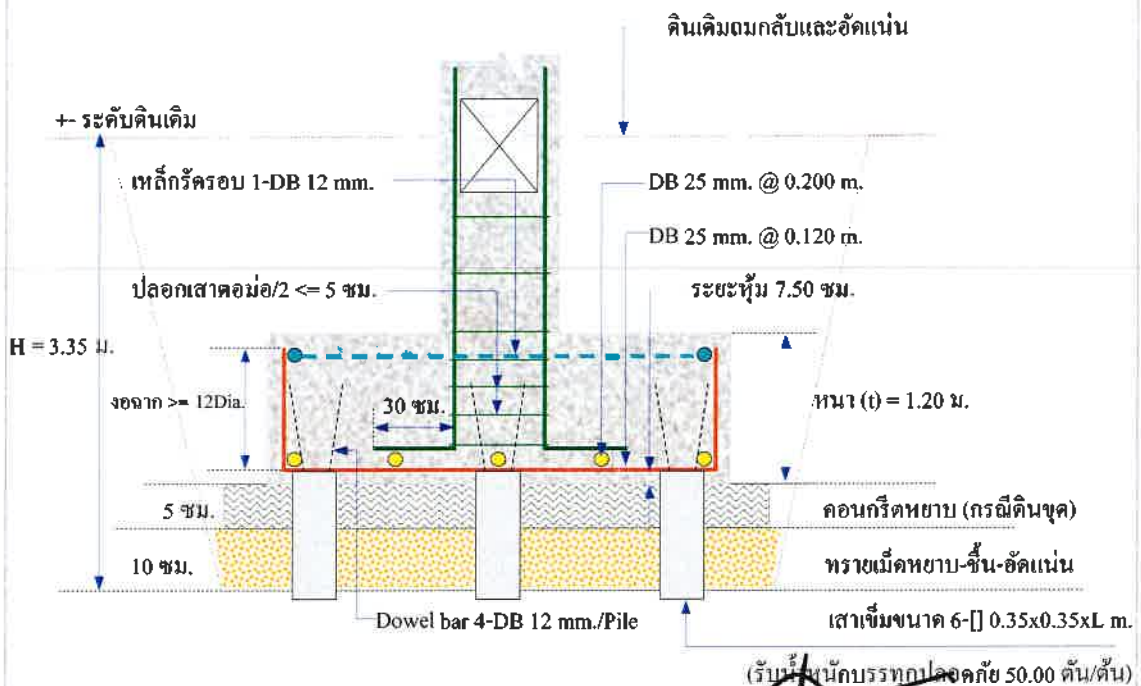 ดินเดิมถมกลับและอัดแน่น
+- ระดับดินเดิม
เหล็กรัดรอบ 1-DB 12 mm.
DB 25 mm. @ 0.200 m.
DB 25 mm. @ 0.120 m.
ปลอกเสาตอม่อ/2 <= 5 ซม.
ระยะหุ้ม 7.50 ซม.
H = 3.35 ม.
งอฉาก >= 12Dia.
30 ซม.
หนา (t) = 1.20 ม.
5 ซม.
คอนกรีตหยาบ (กรณีดินขุด)
10 ซม.
ทรายเม็ดหยาบ-ชื้น-อัดแน่น
Dowel bar 4-DB 12 mm./Pile
เสาเข็มขนาด 6-[] 0.35x0.35xL m.
(รับน้ำหนักบรรทุกปลอดภัย 50.00 ตัน/ต้น)